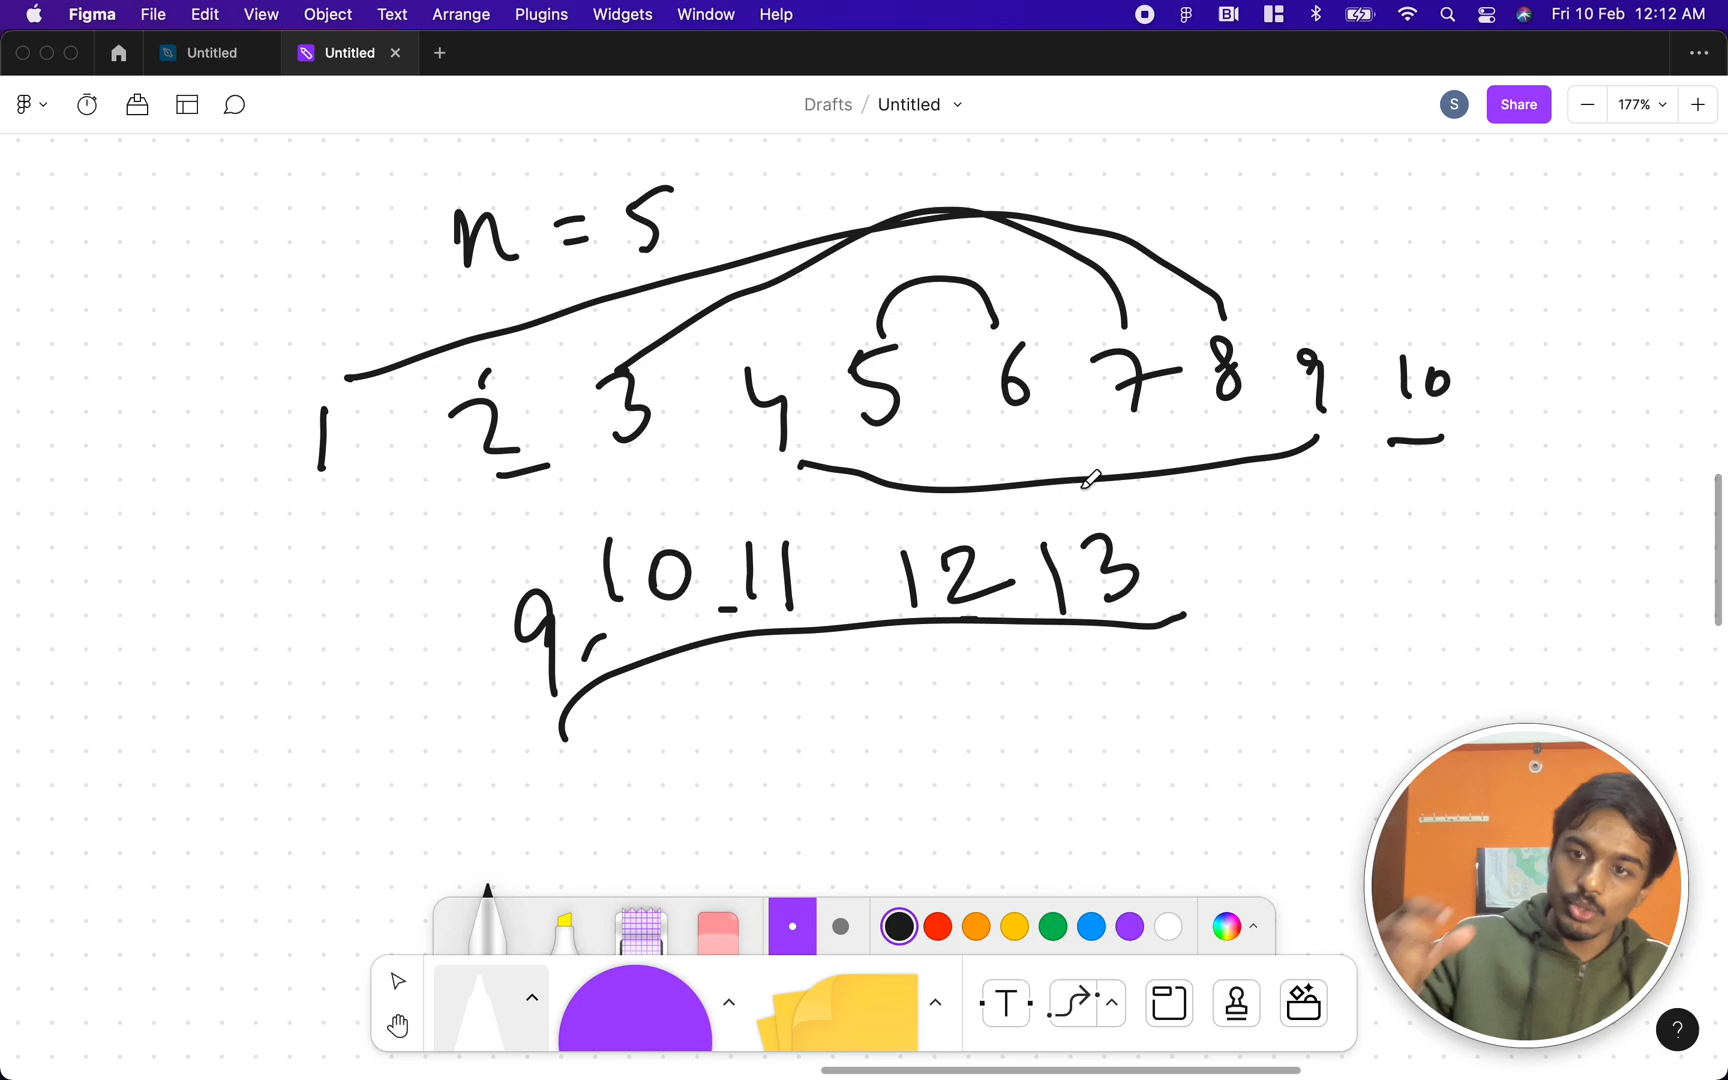 Figma File Edit View Object Text Arrange Plugins Widgets Window Help Fri 10 Feb 12:12 AM
Untitled Untitled
Drafts / Untitled S Share 177%
n = 5
1 2 3 4 5 6 7 8 9 10
9, 10 11 12 13
T
?